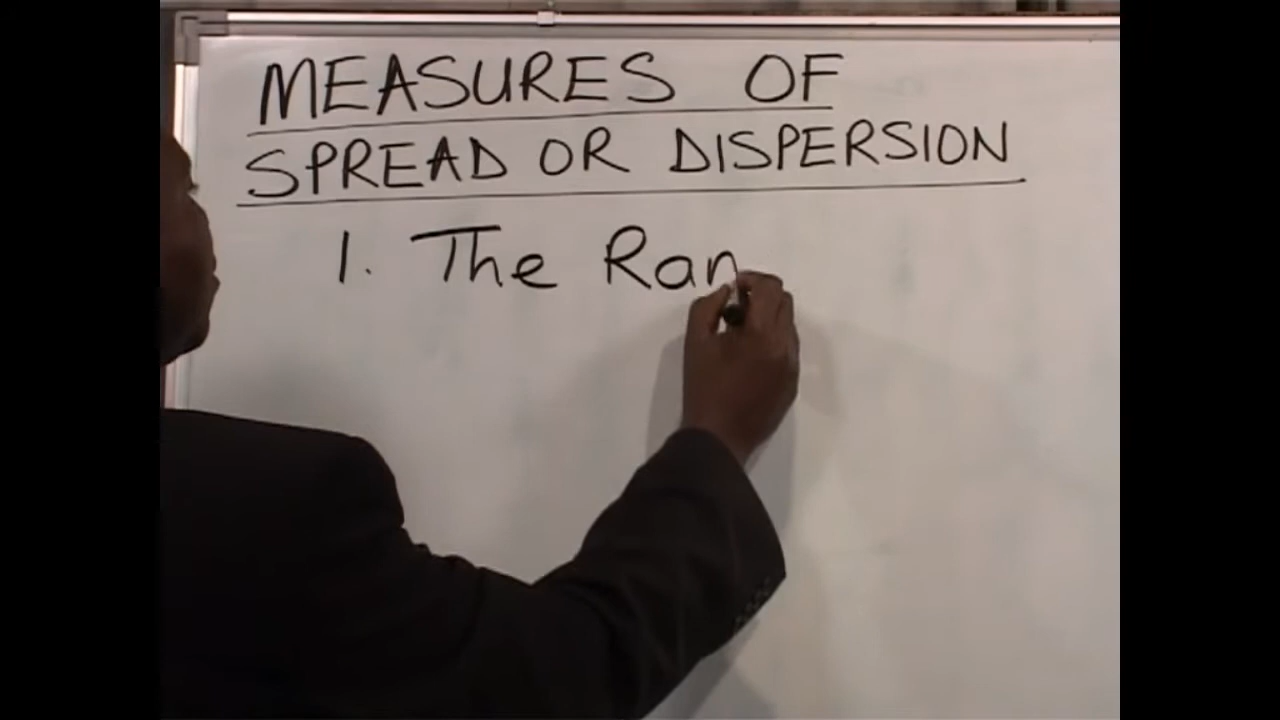 MEASURES OF
SPREAD OR DISPERSION
1. The Ran